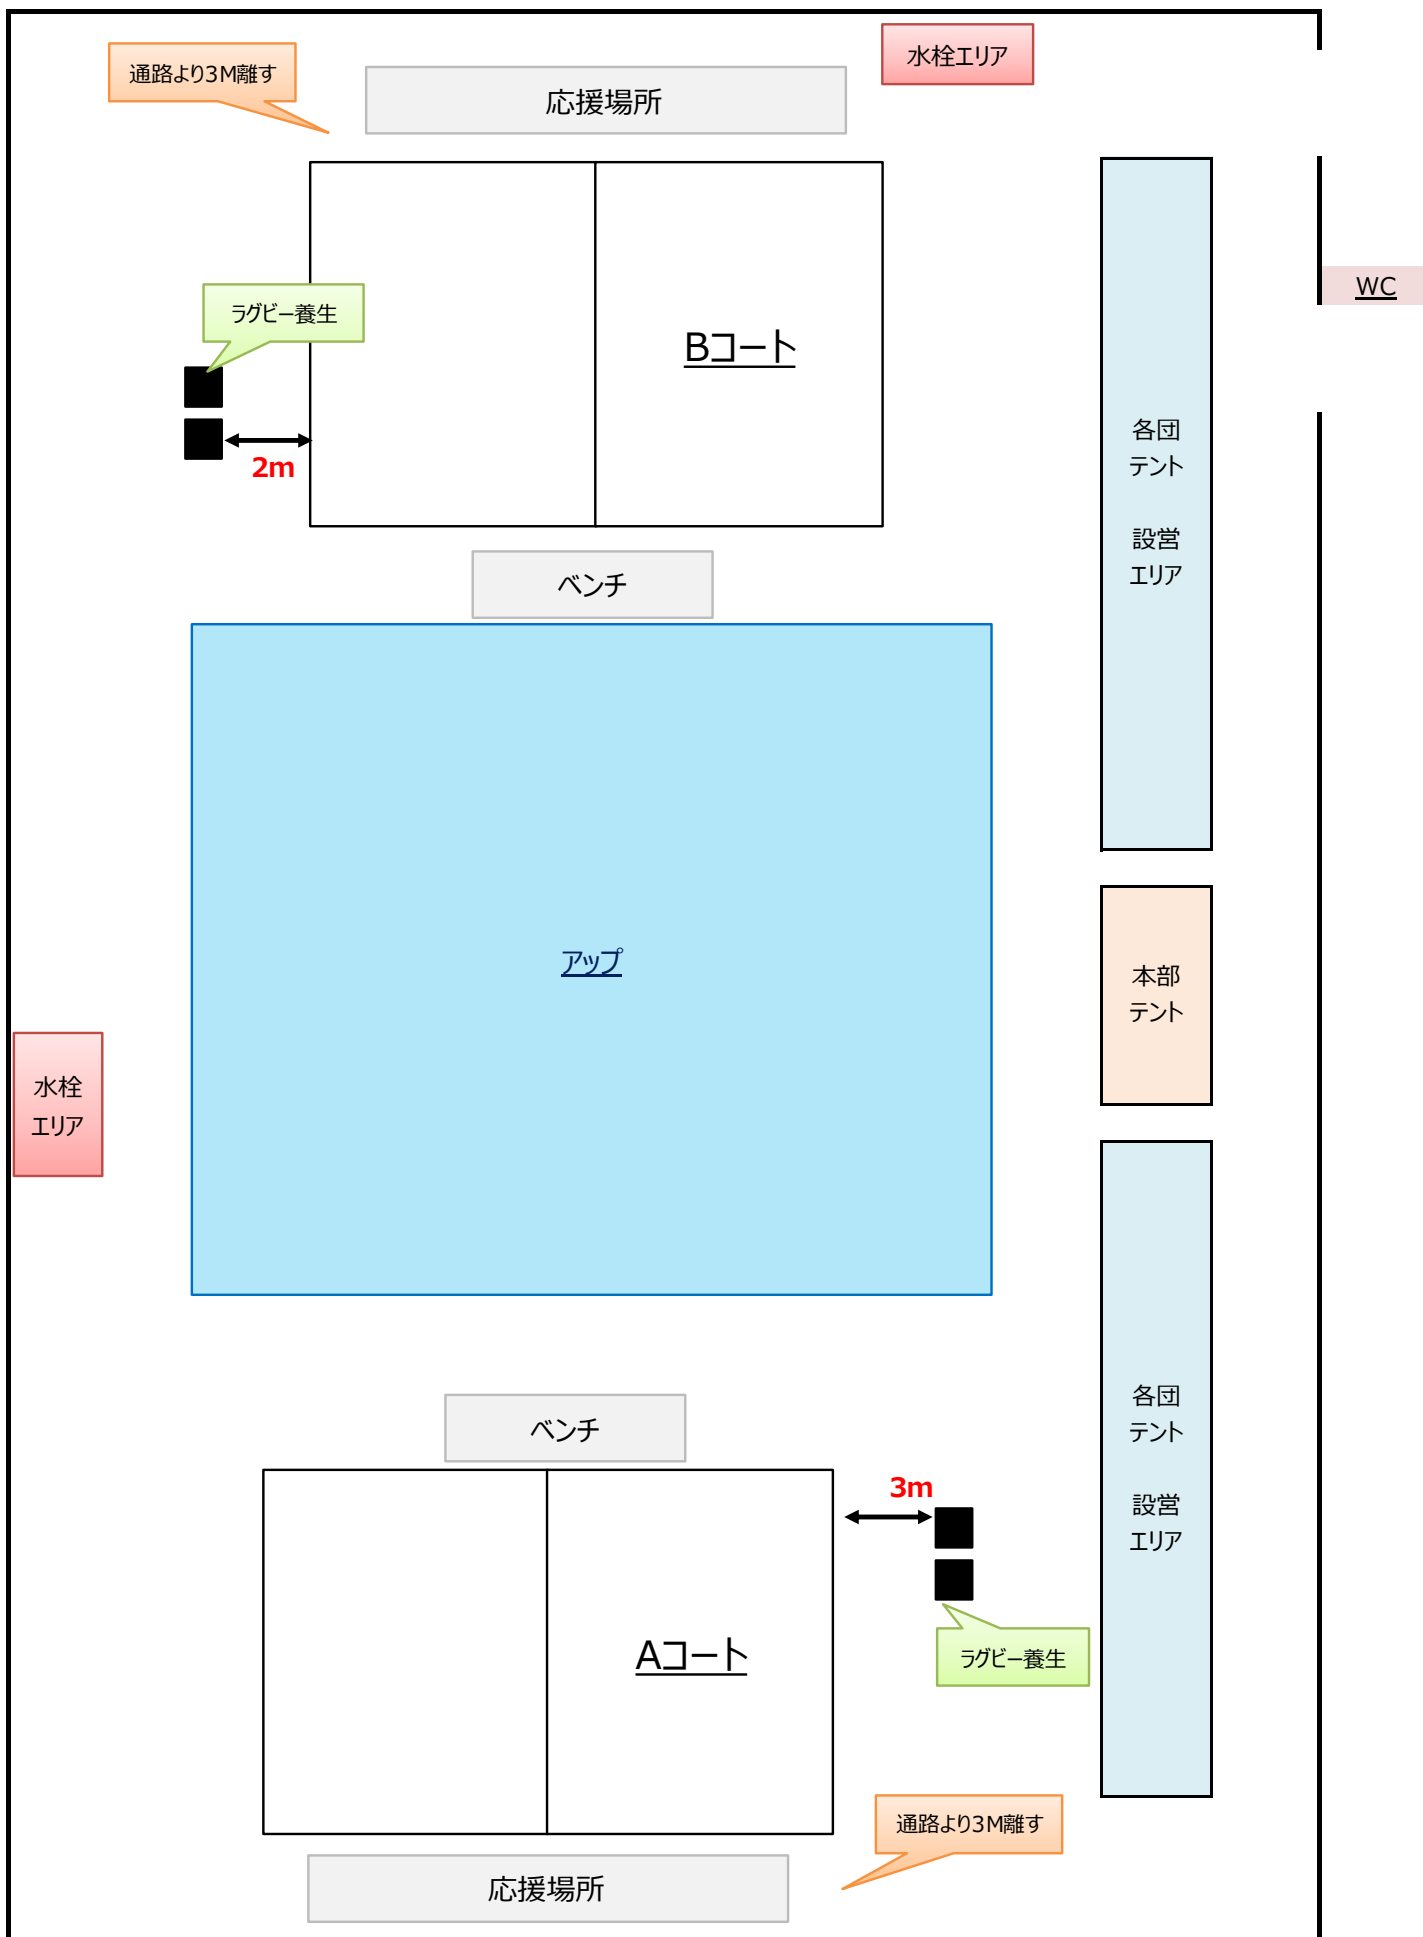 水栓エリア
通路より3M離す
応援場所
WC
ラグビー養生
Bコート
各団
テント
設営
エリア
2m
ベンチ
アップ
本部
テント
水栓
エリア
各団
テント
設営
エリア
ベンチ
3m
Aコート
ラグビー養生
通路より3M離す
応援場所